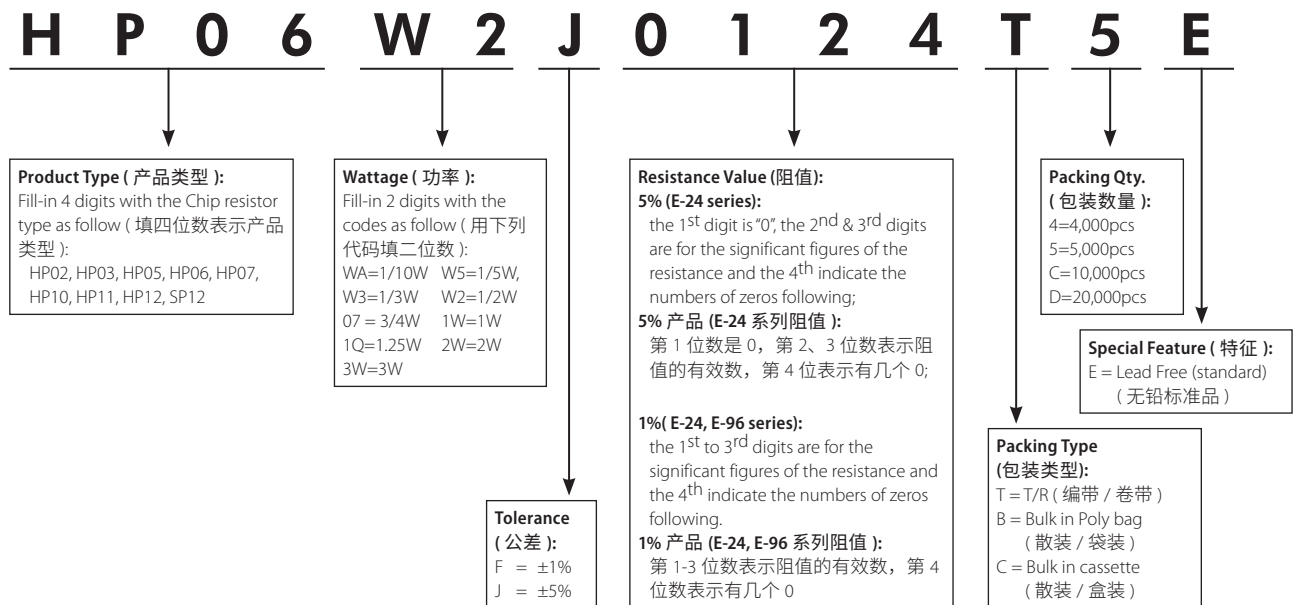 HP06 W2 J 0124 T 5 E
Product Type ( 产品类型 ):
Fill-in 4 digits with the Chip resistor
type as follow ( 填四位数表示产品
类型 ):
HP02, HP03, HP05, HP06, HP07,
HP10, HP11, HP12, SP12
Wattage ( 功率 ):
Fill-in 2 digits with the
codes as follow ( 用下列
代码填二位数 ):
WA=1/10W W5=1/5W,
W3=1/3W W2=1/2W
07 = 3/4W 1W=1W
1Q=1.25W 2W=2W
3W=3W
Tolerance
( 公差 ):
F = ±1%
J = ±5%
Resistance Value (阻值):
5% (E-24 series):
the 1st digit is “0”, the 2nd & 3rd digits
are for the significant figures of the
resistance and the 4th indicate the
numbers of zeros following;
5% 产品 (E-24 系列阻值 ):
第 1 位数是 0，第 2、3 位数表示阻
值的有效数，第 4 位表示有几个 0;
1%( E-24, E-96 series):
the 1st to 3rd digits are for the
significant figures of the resistance and
the 4th indicate the numbers of zeros
following.
1% 产品 (E-24, E-96 系列阻值 ):
第 1-3 位数表示阻值的有效数，第 4
位数表示有几个 0
Packing Qty.
( 包装数量 ):
4=4,000pcs
5=5,000pcs
C=10,000pcs
D=20,000pcs
Special Feature ( 特征 ):
E = Lead Free (standard)
( 无铅标准品 )
Packing Type
(包装类型):
T = T/R ( 编带 / 卷带 )
B = Bulk in Poly bag
( 散装 / 袋装 )
C = Bulk in cassette
( 散装 / 盒装 )